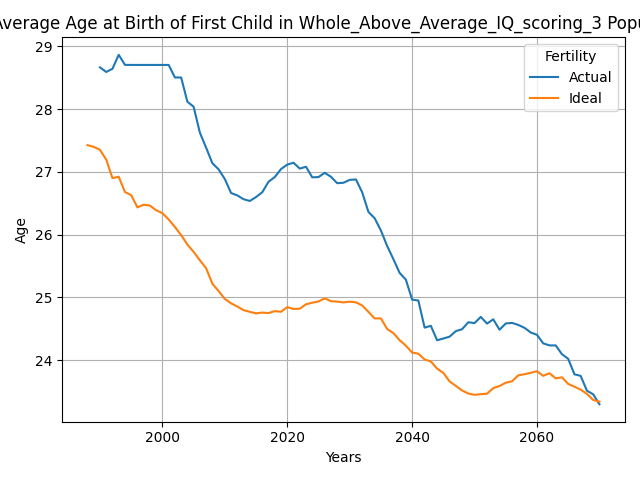 Average Age at Birth of First Child in Whole_Above_Average_IQ_scoring_3
29
28
27
26
25
24
Age
2000
2020
2040
2060
Years
Fertility
Actual
Ideal